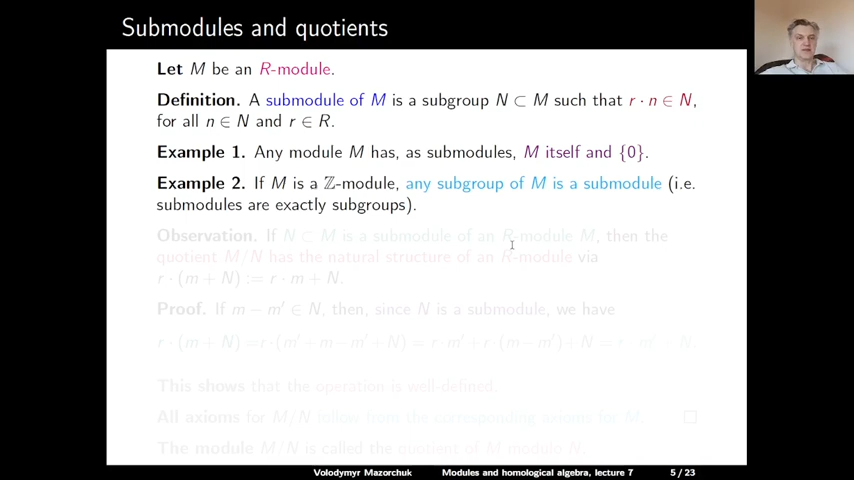 Submodules and quotients
Let M be an R-module.
Definition. A submodule of M is a subgroup N ⊂ M such that r · n ∈ N,
for all n ∈ N and r ∈ R.
Example 1. Any module M has, as submodules, M itself and {0}.
Example 2. If M is a ℤ-module, any subgroup of M is a submodule (i.e.
submodules are exactly subgroups).
Observation. If N ⊂ M is a submodule of an R-module M, then the
quotient M/N has the natural structure of an R-module via
r · (m + N) := r · m + N.
Proof. If m − m′ ∈ N, then, since N is a submodule, we have
r · (m + N) =r · (m′ + m − m′ + N) = r · m′ + r · (m − m′) + N = r · m′ + N.
This shows that the operation is well-defined.
All axioms for M/N follow from the corresponding axioms for M. □
The module M/N is called the quotient of M modulo N.
Volodymyr Mazorchuk Modules and homological algebra, lecture 7 5 / 23